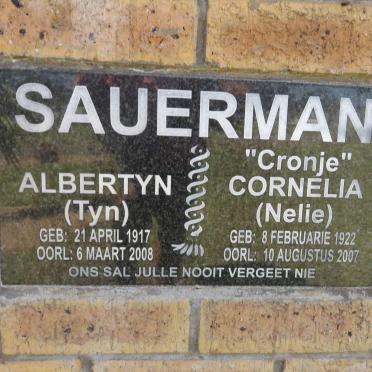 SAUERMAN
ALBERTYN
(Tyn)
GEB: 21 APRIL 1917
OORL: 6 MAART 2008
"Cronje"
CORNELIA
(Nelie)
GEB: 8 FEBRUARIE 1922
OORL: 10 AUGUSTUS 2007
ONS SAL JULLE NOOIT VERGEET NIE